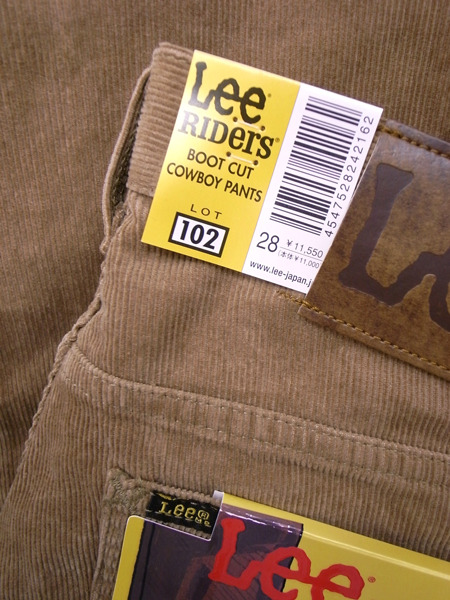 Lee®
RIDERS
BOOT CUT
COWBOY PANTS
LOT
102
4547528242162
28 ¥11,550
(本体¥11,000
www.lee-japan.j
Lee
Lee®
Lee®